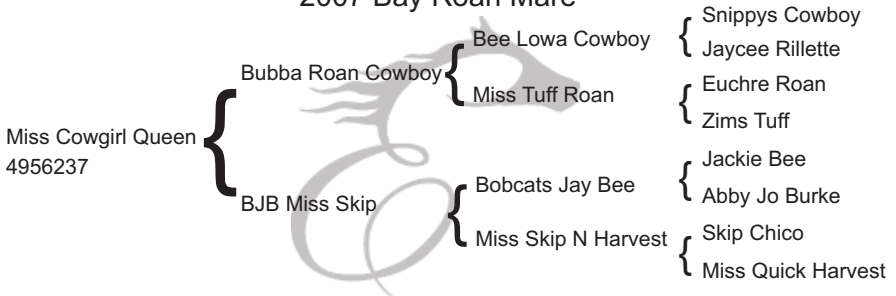 2007 Bay Roan Mare
Snippys Cowboy
Bee Lowa Cowboy
Jaycee Rillette
Bubba Roan Cowboy
Euchre Roan
Miss Tuff Roan
Zims Tuff
Miss Cowgirl Queen
4956237
Jackie Bee
Bobcats Jay Bee
Abby Jo Burke
BJB Miss Skip
Skip Chico
Miss Skip N Harvest
Miss Quick Harvest